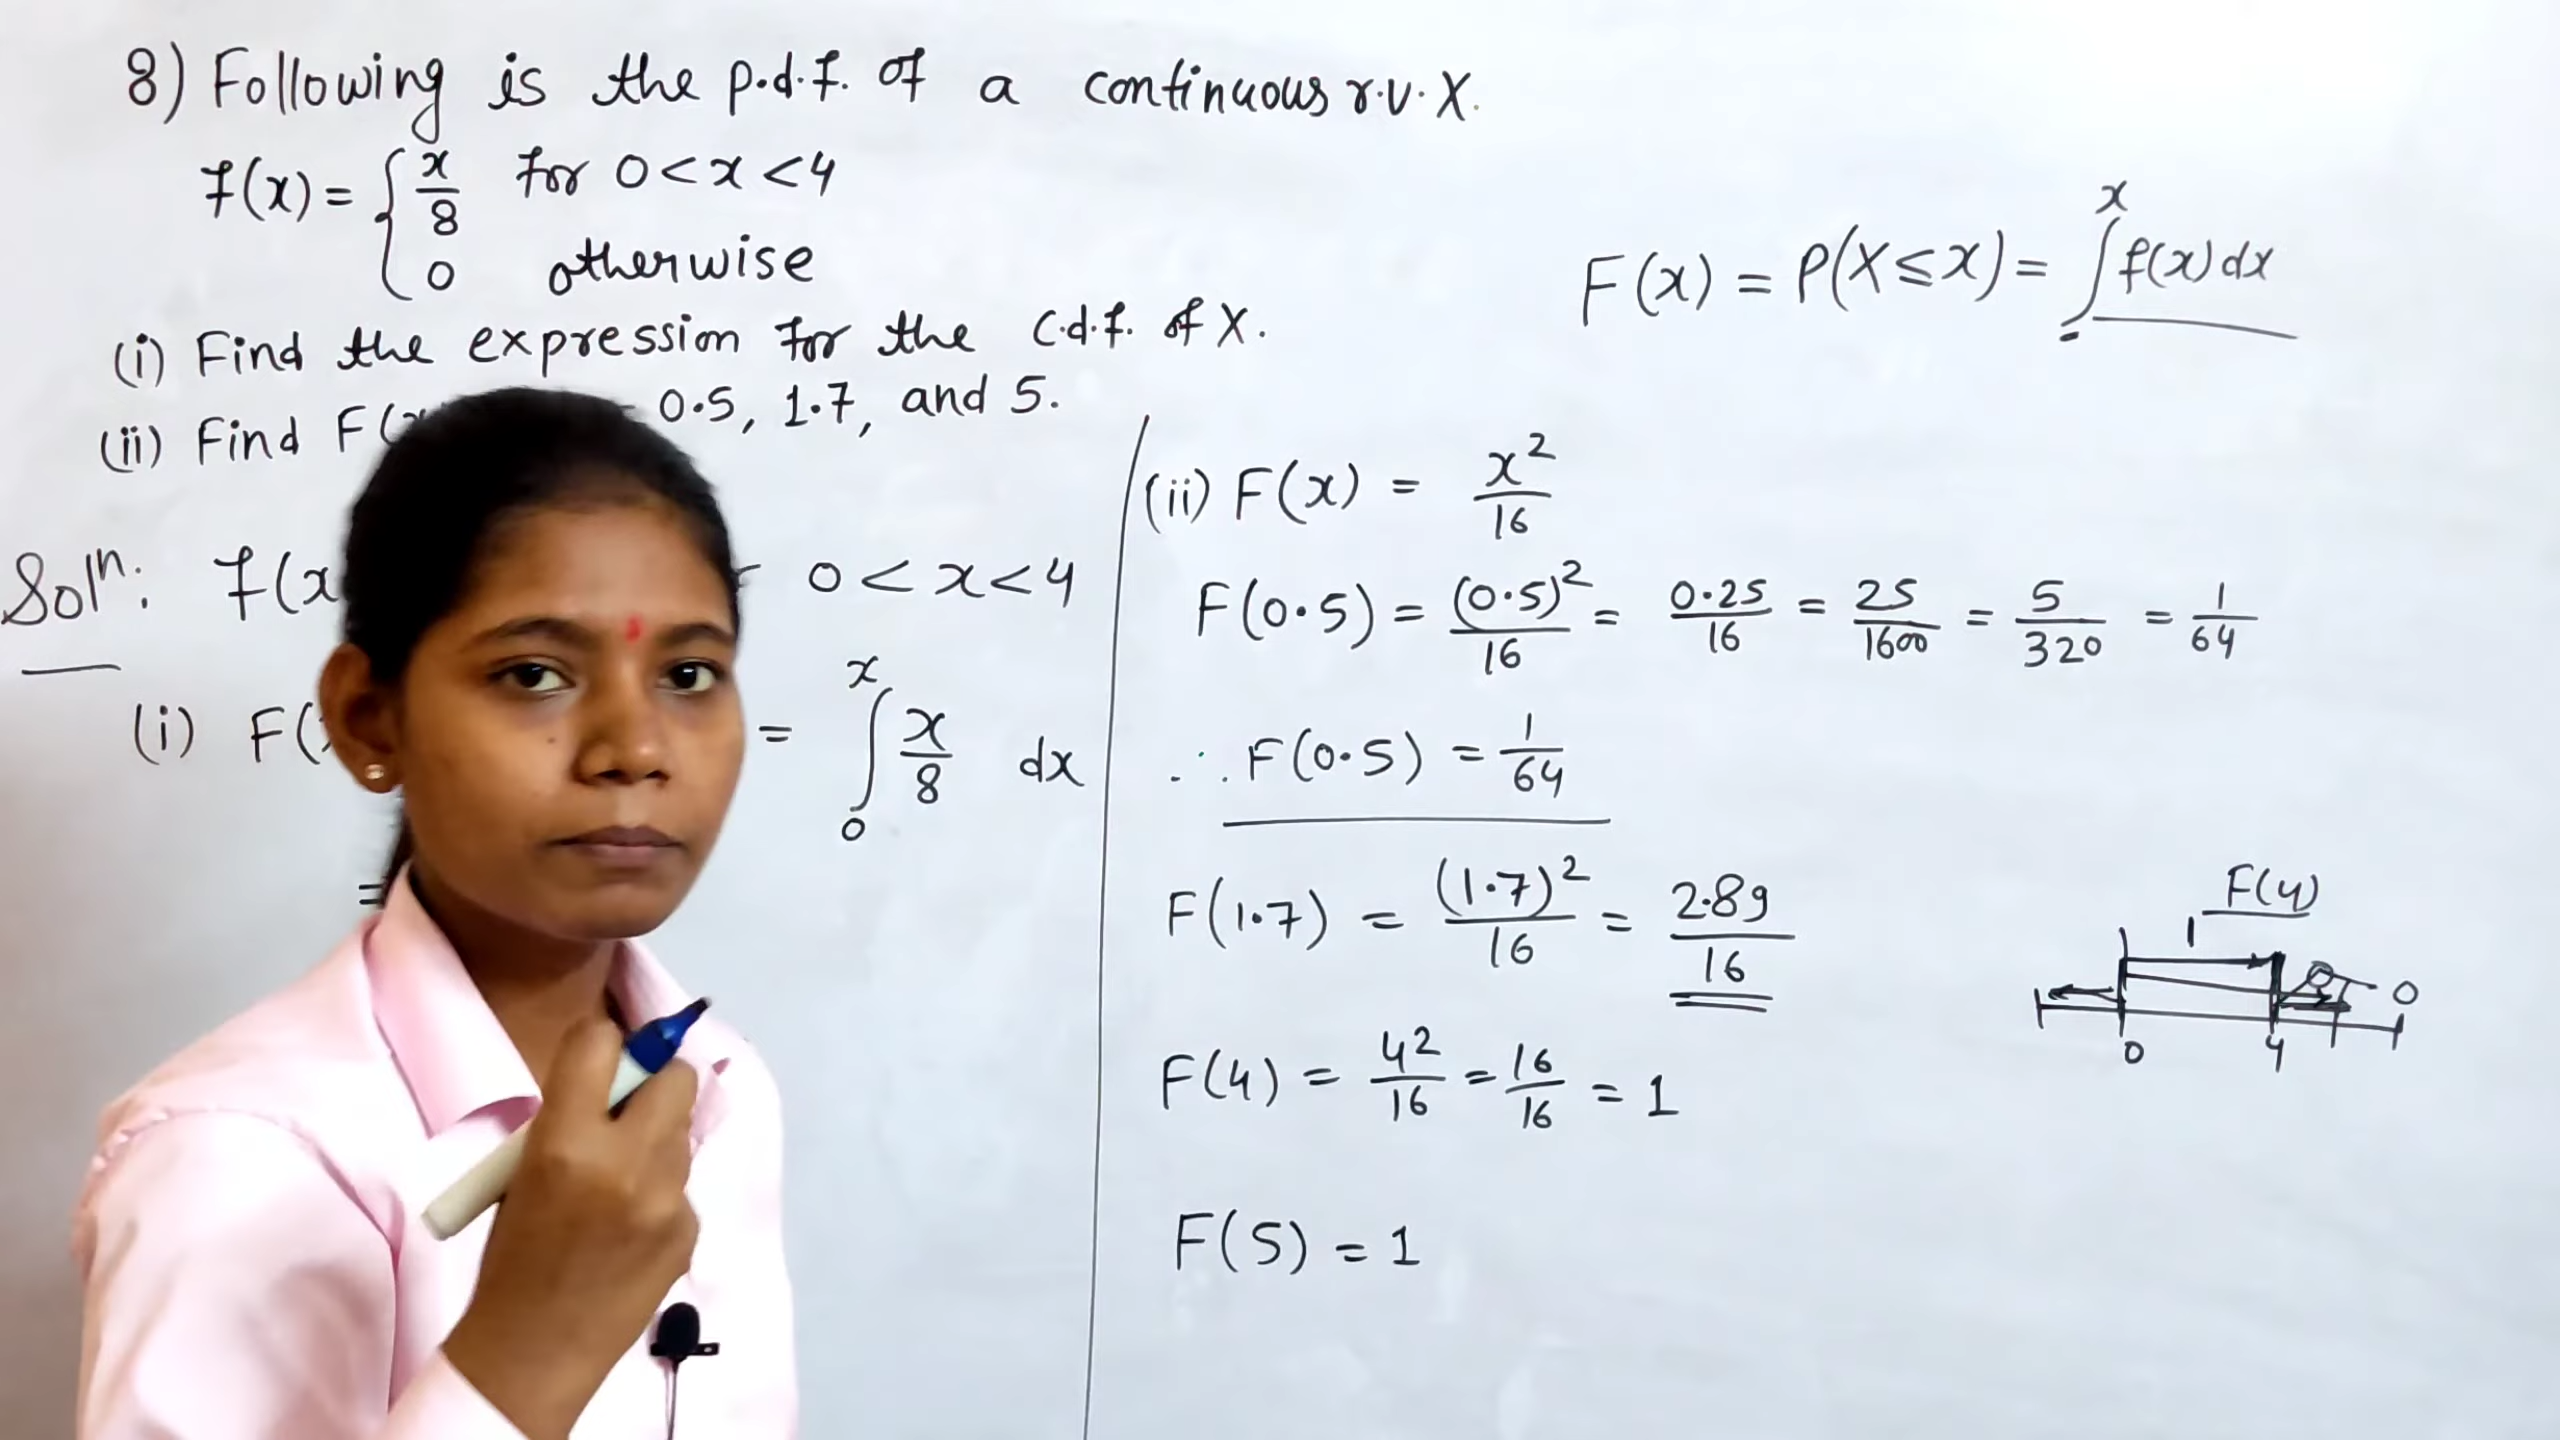 8) Following is the p.d.f. of a continuous r.v. X.
f(x) = { x/8 for 0 < x < 4
0 otherwise
(i) Find the expression for the c.d.f. of X.
(ii) Find F( 0.5, 1.7, and 5.
Solⁿ: f(x 0 < x < 4
(i) F( = ∫₀ˣ x/8 dx
=
F(x) = P(X ≤ x) = ∫₋ˣ f(x) dx
(ii) F(x) = x²/16
F(0.5) = (0.5)²/16 = 0.25/16 = 25/1600 = 5/320 = 1/64
∴ F(0.5) = 1/64
F(1.7) = (1.7)²/16 = 2.89/16
F(4) = 4²/16 = 16/16 = 1
F(5) = 1
F(4)
1
0
0 4